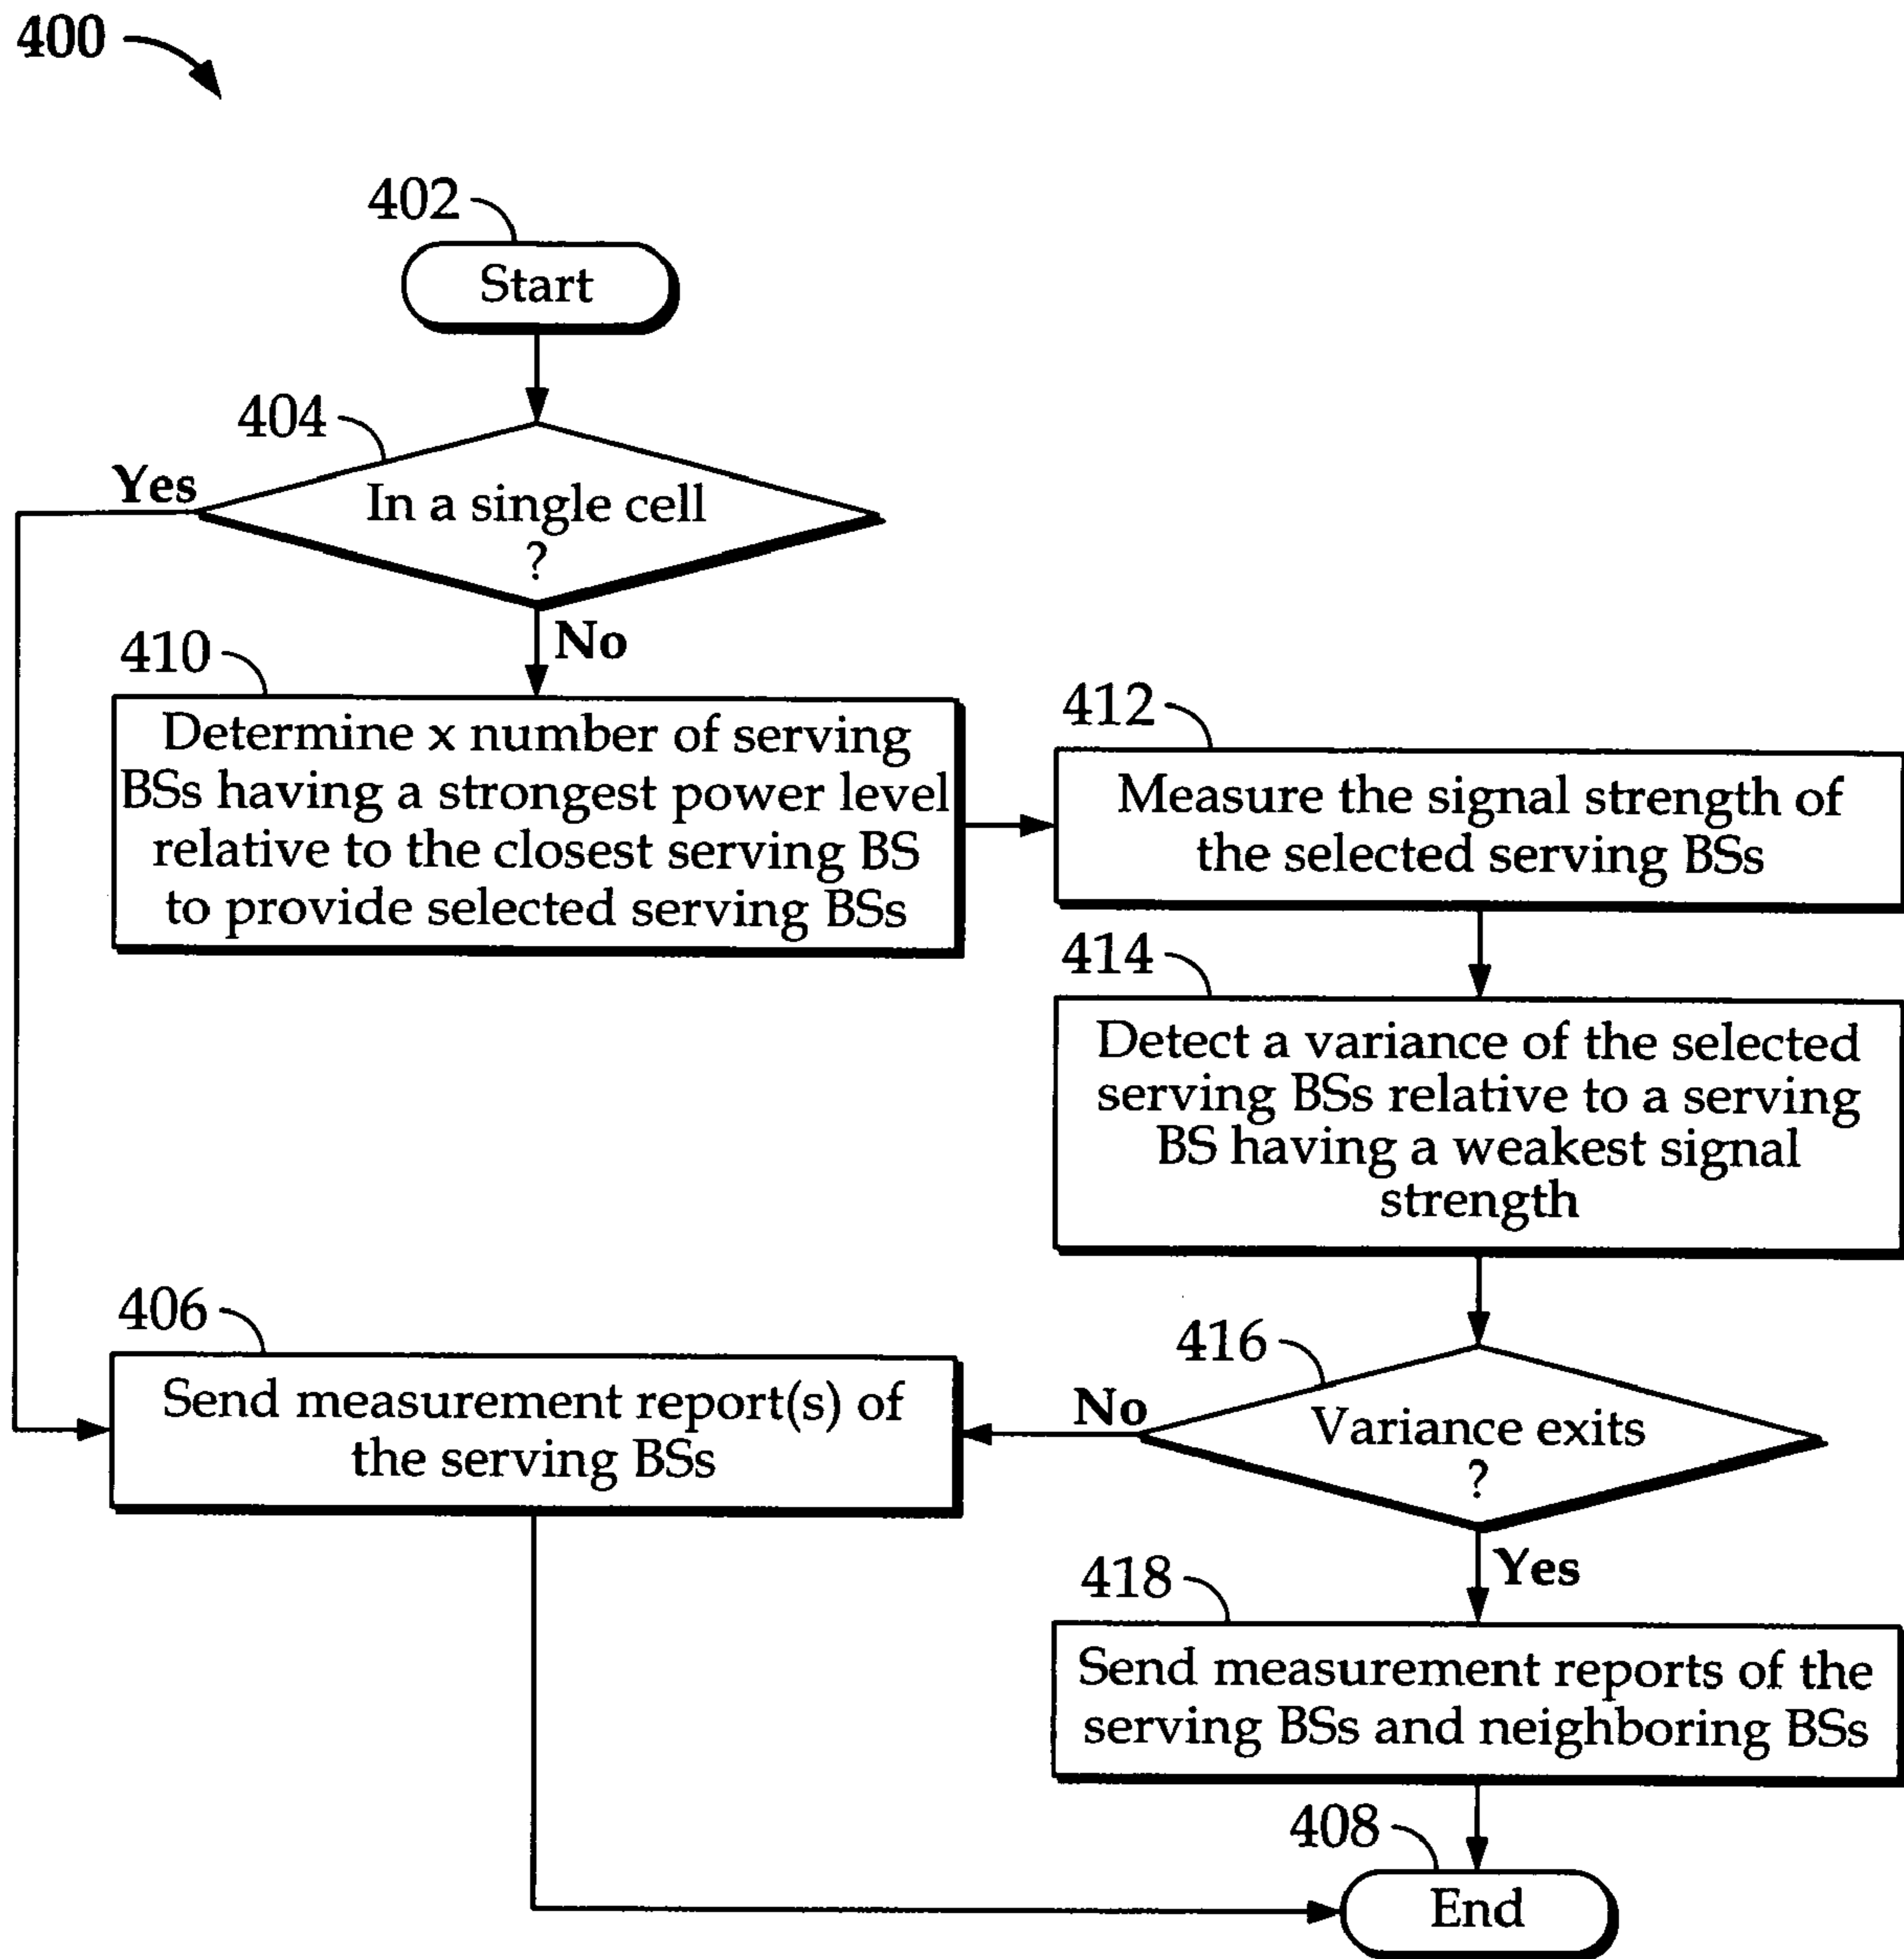 400
402
Start
404
Yes
In a single cell
?
No
410
Determine x number of serving
BSs having a strongest power level
relative to the closest serving BS
to provide selected serving BSs
412
Measure the signal strength of
the selected serving BSs
414
Detect a variance of the selected
serving BSs relative to a serving
BS having a weakest signal
strength
406
Send measurement report(s) of
the serving BSs
416
No
Variance exits
?
Yes
418
Send measurement reports of the
serving BSs and neighboring BSs
408
End